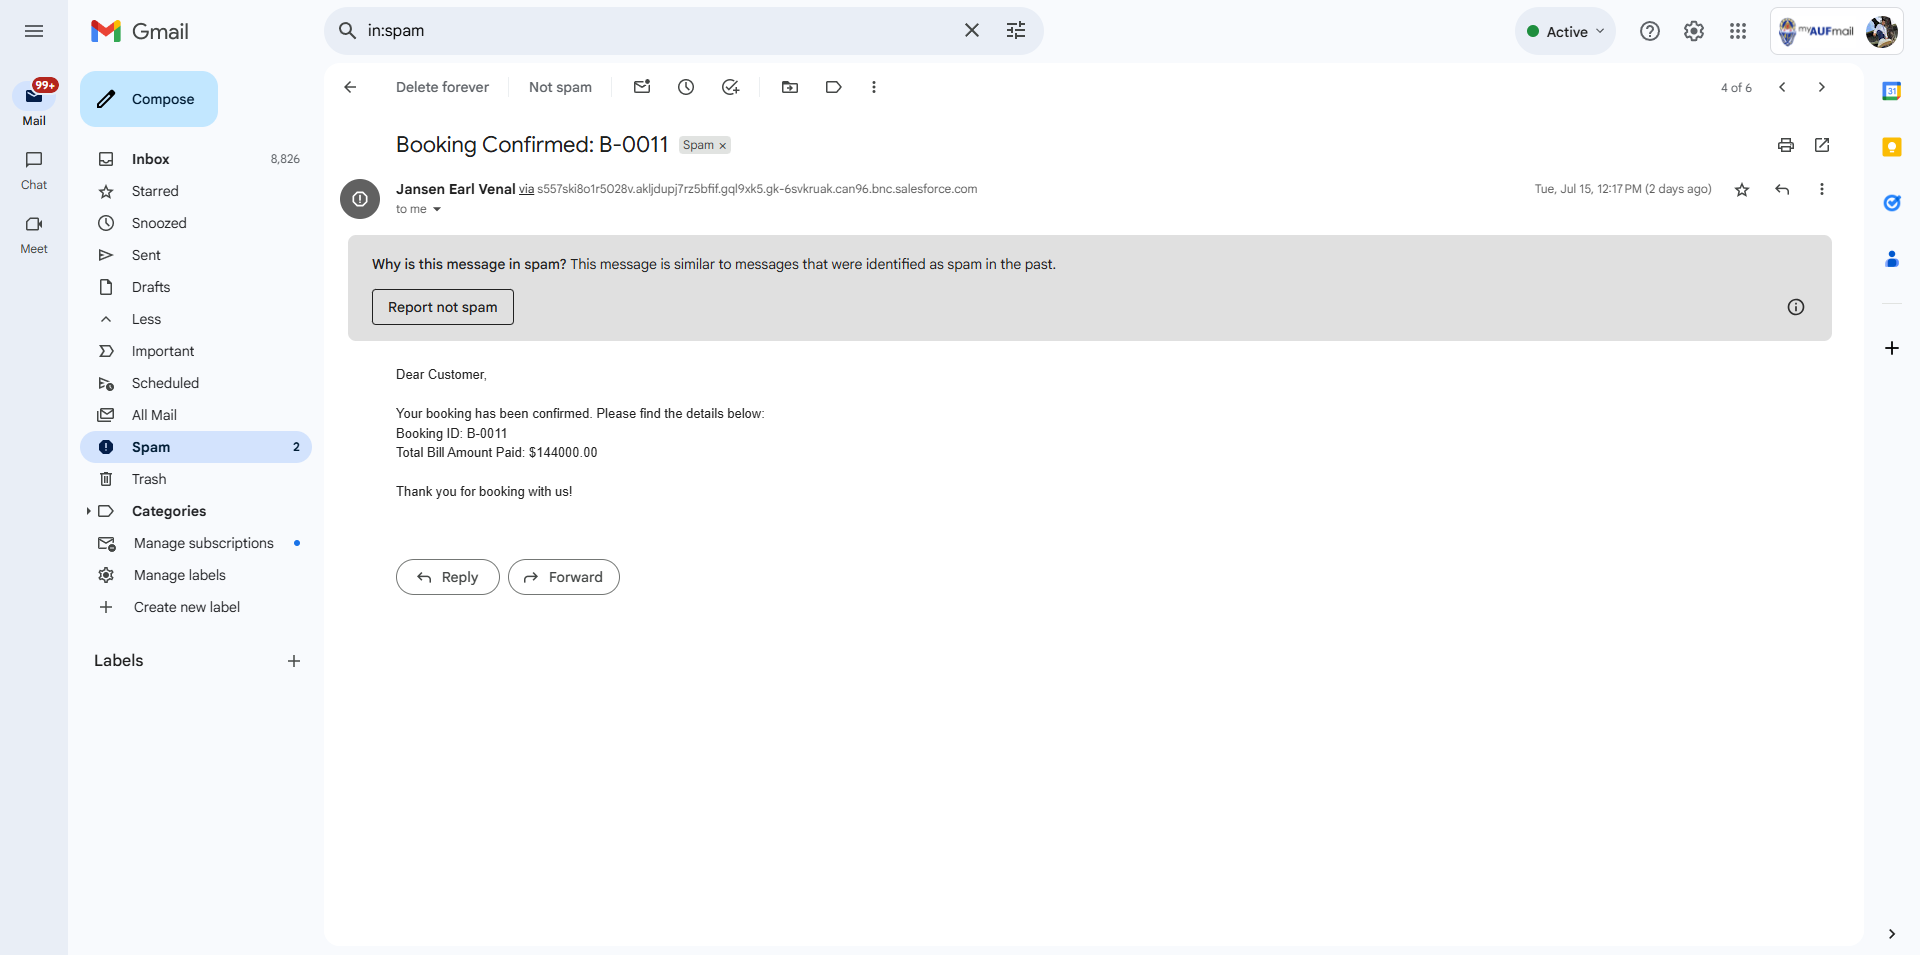 Gmail
in:spam
Active
myAUFmail
99+
Mail
Chat
Meet
Compose
Inbox 8,826
Starred
Snoozed
Sent
Drafts
Less
Important
Scheduled
All Mail
Spam 2
Trash
Categories
Manage subscriptions
Manage labels
Create new label
Labels
Delete forever Not spam 4 of 6
Booking Confirmed: B-0011 Spam ×
Jansen Earl Venal via s557ski8o1r5028v.akljdupj7rz5bfif.gql9xk5.gk-6svkruak.can96.bnc.salesforce.com Tue, Jul 15, 12:17 PM (2 days ago)
to me
Why is this message in spam? This message is similar to messages that were identified as spam in the past.
Report not spam
Dear Customer,
Your booking has been confirmed. Please find the details below:
Booking ID: B-0011
Total Bill Amount Paid: $144000.00
Thank you for booking with us!
Reply Forward
31